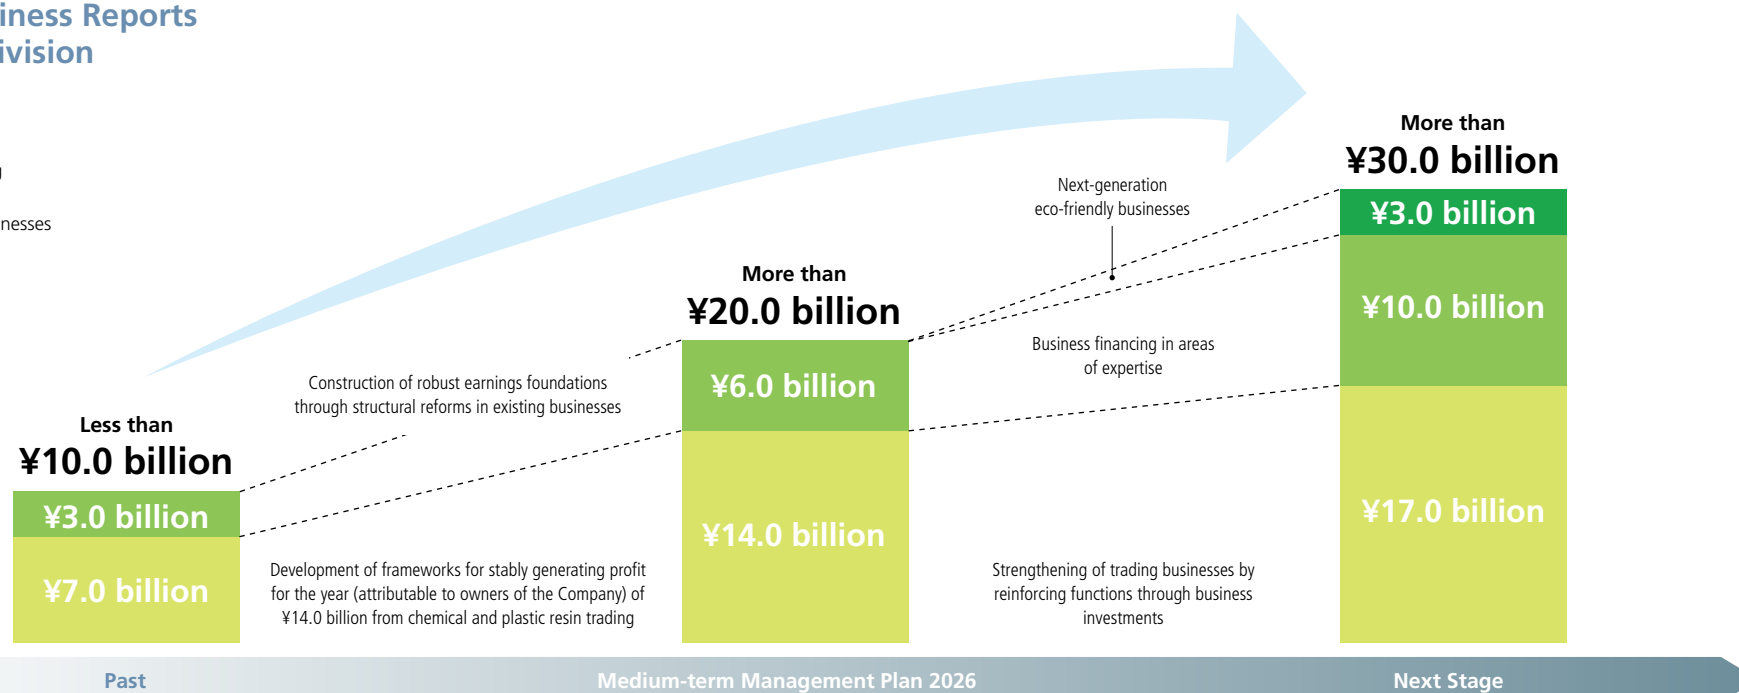 iness Reports
ivision
nesses
More than
¥30.0 billion
¥3.0 billion
¥10.0 billion
¥17.0 billion
Next-generation
eco-friendly businesses
Business financing in areas
of expertise
Strengthening of trading businesses by
reinforcing functions through business
investments
More than
¥20.0 billion
¥6.0 billion
¥14.0 billion
Construction of robust earnings foundations
through structural reforms in existing businesses
Development of frameworks for stably generating profit
for the year (attributable to owners of the Company) of
¥14.0 billion from chemical and plastic resin trading
Less than
¥10.0 billion
¥3.0 billion
¥7.0 billion
Past
Medium-term Management Plan 2026
Next Stage